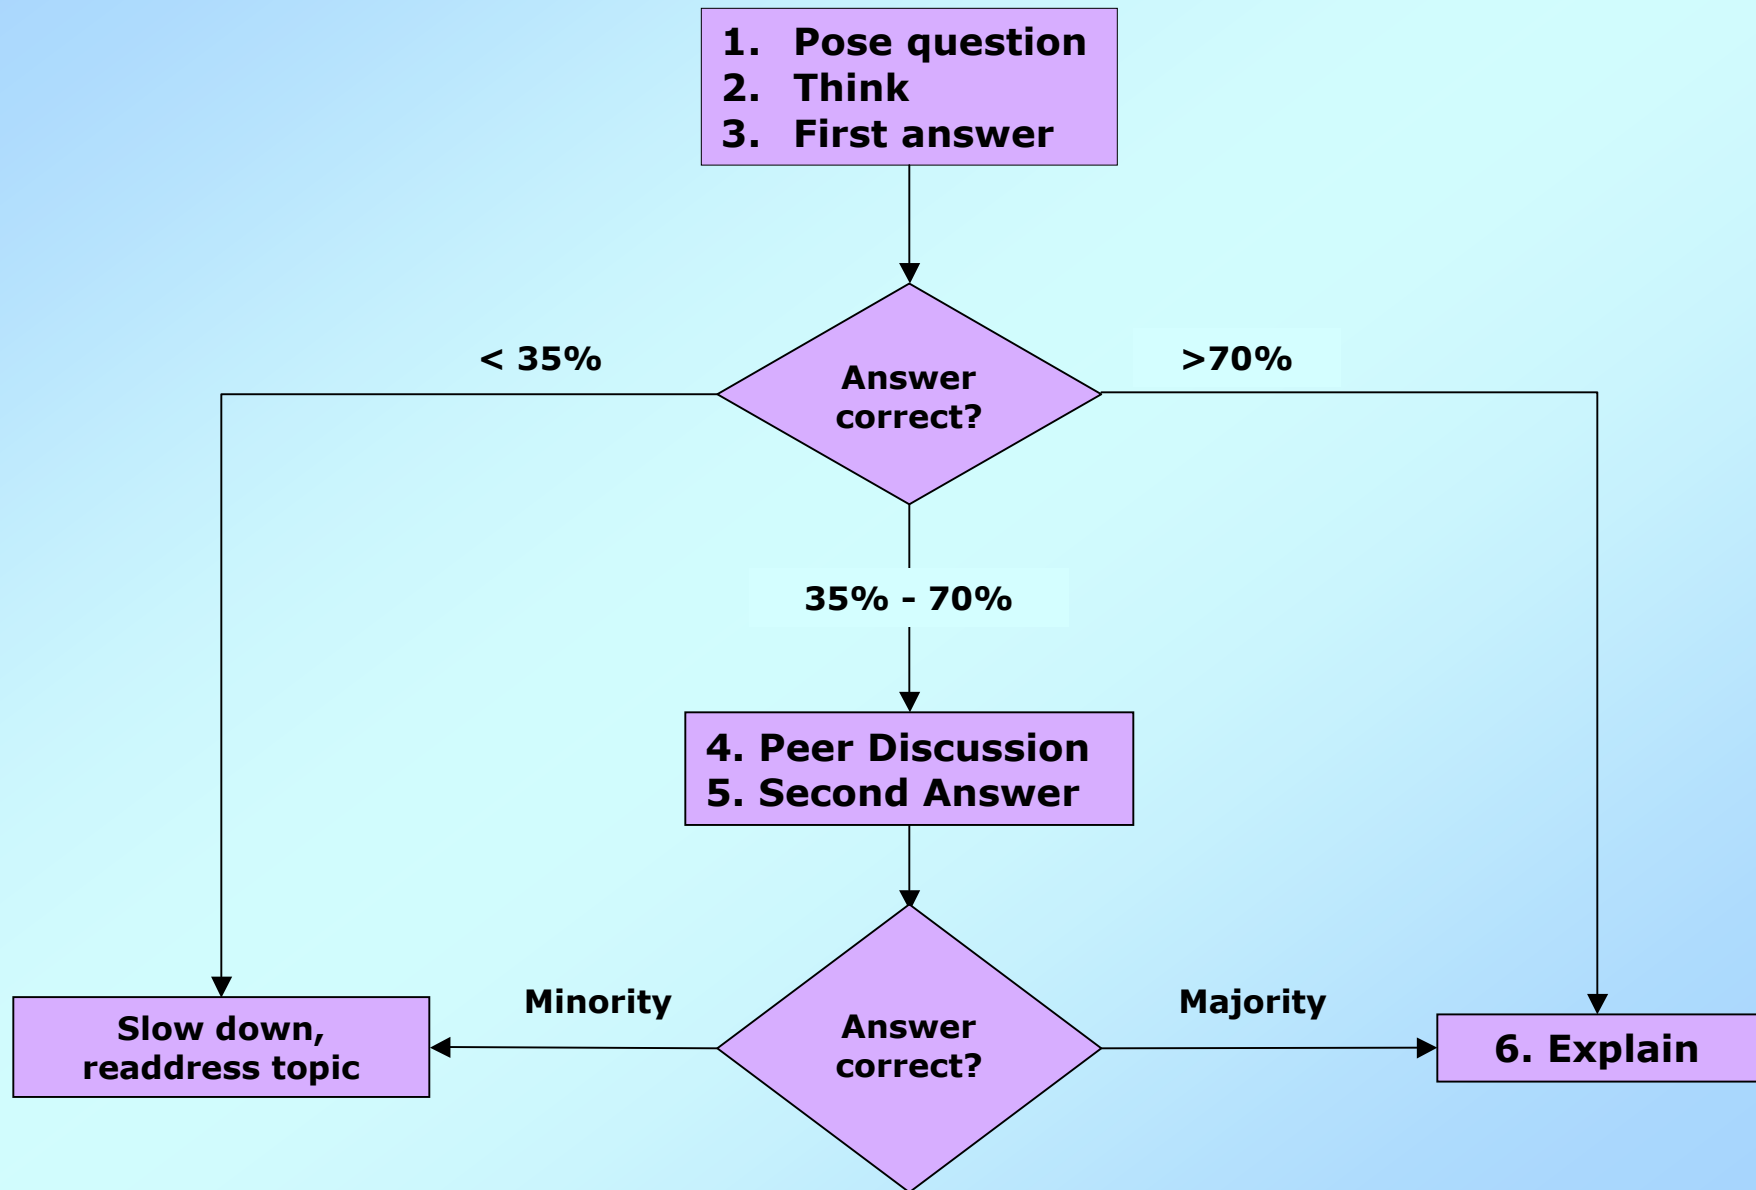 1. Pose question
2. Think
3. First answer
< 35%
>70%
Answer
correct?
35% - 70%
4. Peer Discussion
5. Second Answer
Minority
Majority
Slow down,
readdress topic
Answer
correct?
6. Explain